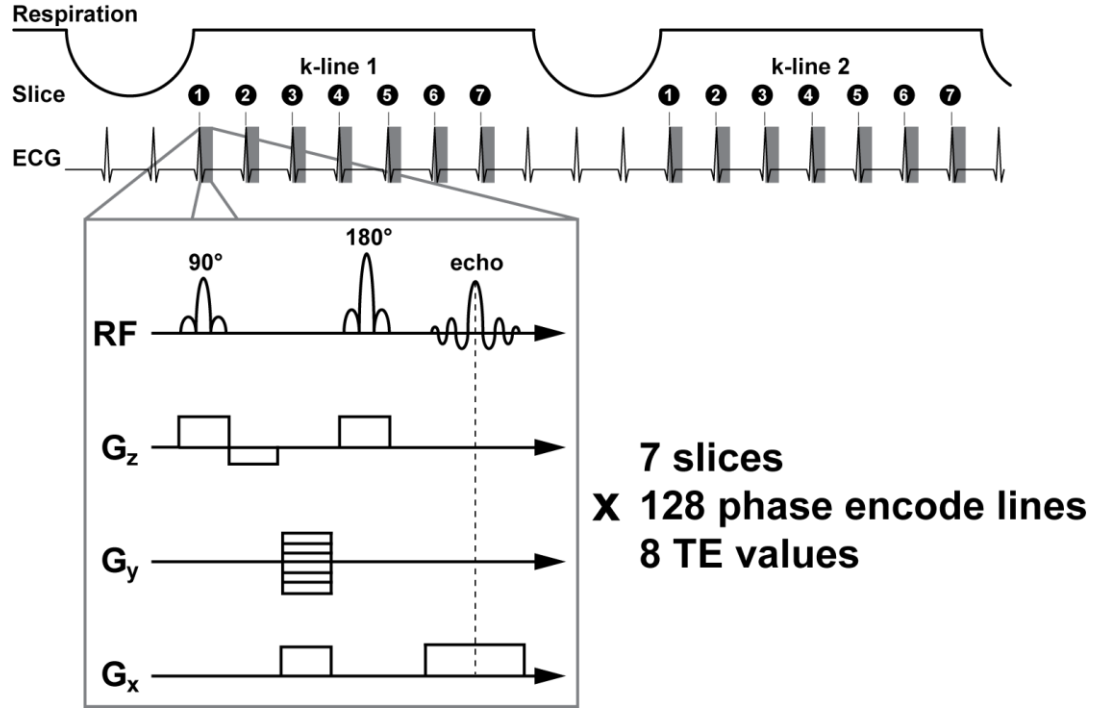 Respiration
k-line 1
k-line 2
Slice
1 2 3 4 5 6 7
1 2 3 4 5 6 7
ECG
90°
180°
echo
RF
Gz
Gy
Gx
7 slices
x 128 phase encode lines
8 TE values